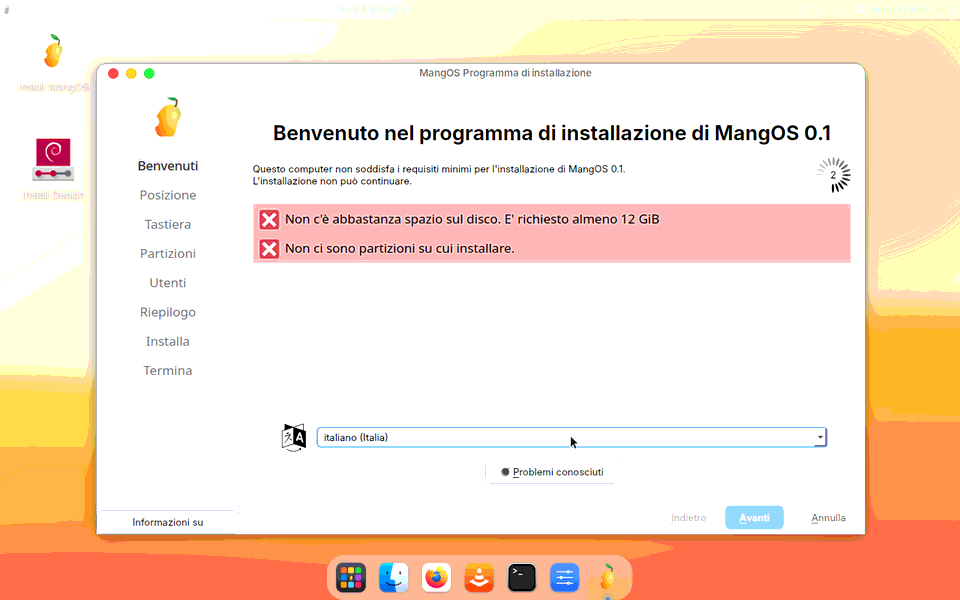 Install MangOS
Install Debian
MangOS Programma di installazione
Benvenuti
Posizione
Tastiera
Partizioni
Utenti
Riepilogo
Installa
Termina
Informazioni su
Benvenuto nel programma di installazione di MangOS 0.1
Questo computer non soddisfa i requisiti minimi per l'installazione di MangOS 0.1.
L'installazione non può continuare.
2
Non c'è abbastanza spazio sul disco. E' richiesto almeno 12 GiB
Non ci sono partizioni su cui installare.
italiano (Italia)
Problemi conosciuti
Indietro
Avanti
Annulla